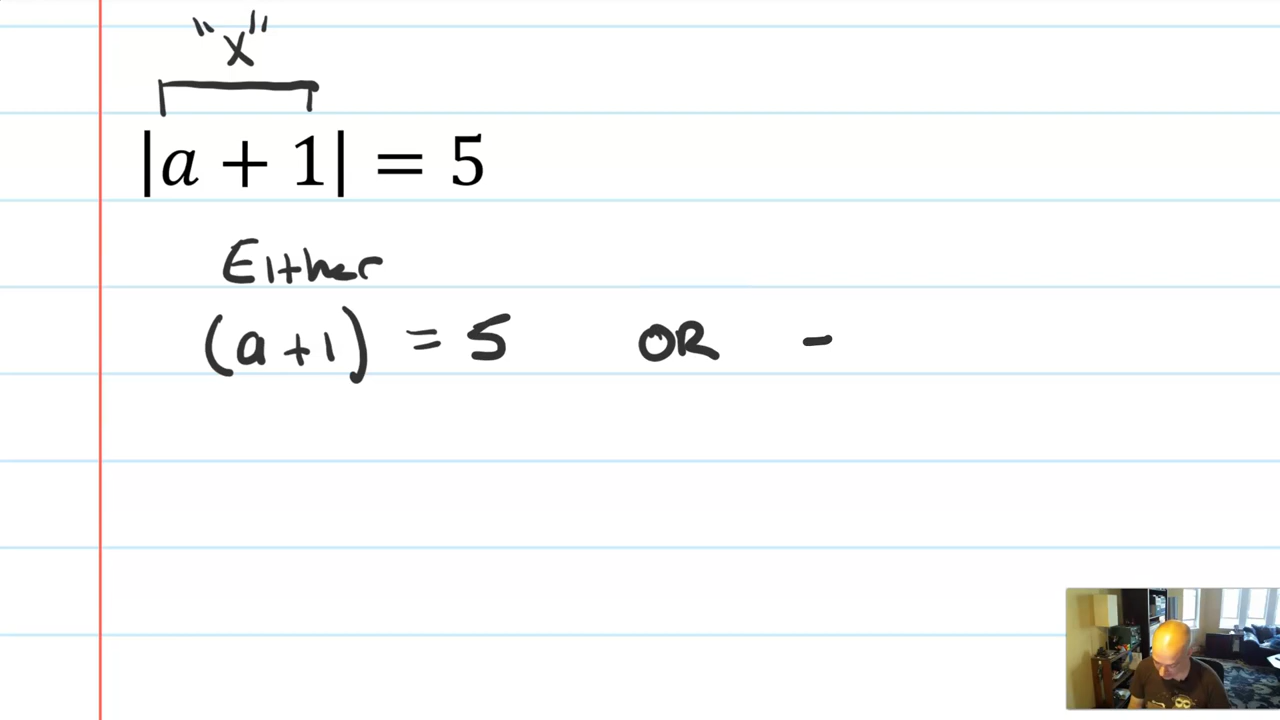 "x"
|a + 1| = 5
Either
(a+1) = 5 OR -